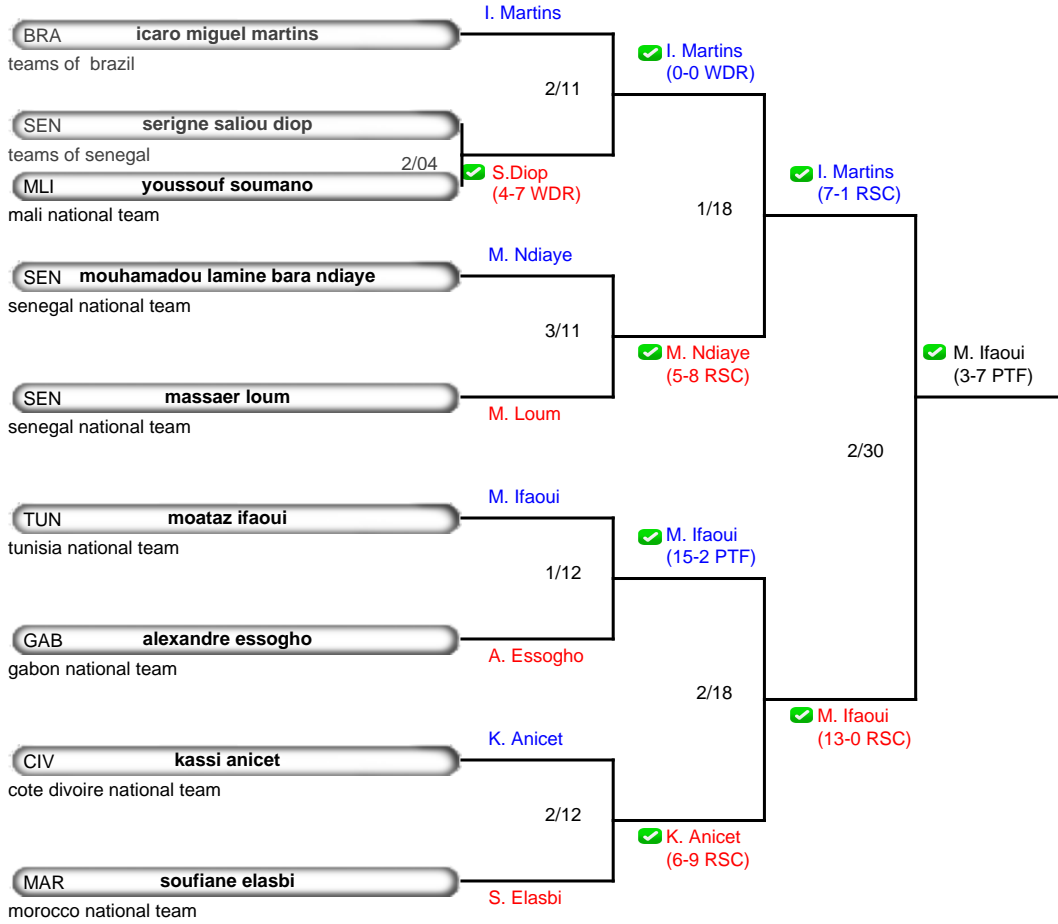 I. Martins
BRA icaro miguel martins
teams of brazil
2/11
I. Martins
(0-0 WDR)
SEN serigne saliou diop
teams of senegal
2/04
S.Diop
(4-7 WDR)
MLI youssouf soumano
mali national team
1/18
I. Martins
(7-1 RSC)
M. Ndiaye
SEN mouhamadou lamine bara ndiaye
senegal national team
3/11
M. Ndiaye
(5-8 RSC)
SEN massaer loum
senegal national team
M. Loum
M. Ifaoui
(3-7 PTF)
2/30
M. Ifaoui
TUN moataz ifaoui
tunisia national team
1/12
M. Ifaoui
(15-2 PTF)
GAB alexandre essogho
gabon national team
A. Essogho
2/18
M. Ifaoui
(13-0 RSC)
K. Anicet
CIV kassi anicet
cote divoire national team
2/12
K. Anicet
(6-9 RSC)
MAR soufiane elasbi
morocco national team
S. Elasbi